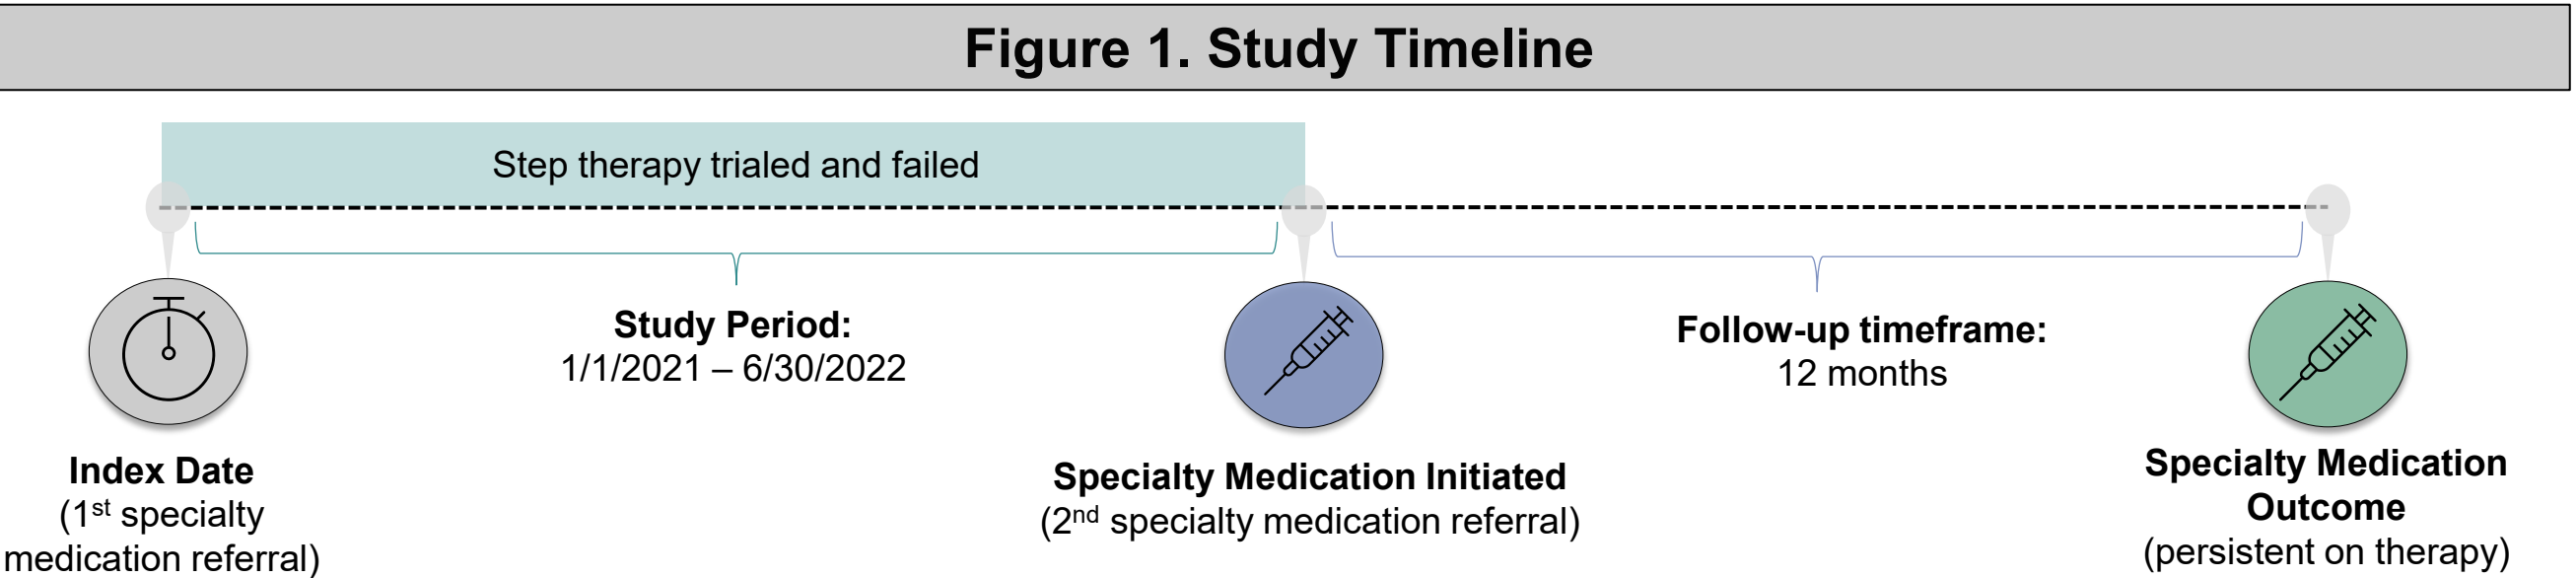 Figure 1. Study Timeline
Step therapy trialed and failed
Study Period:
1/1/2021 – 6/30/2022
Follow-up timeframe:
12 months
Index Date
(1st specialty
medication referral)
Specialty Medication Initiated
(2nd specialty medication referral)
Specialty Medication
Outcome
(persistent on therapy)